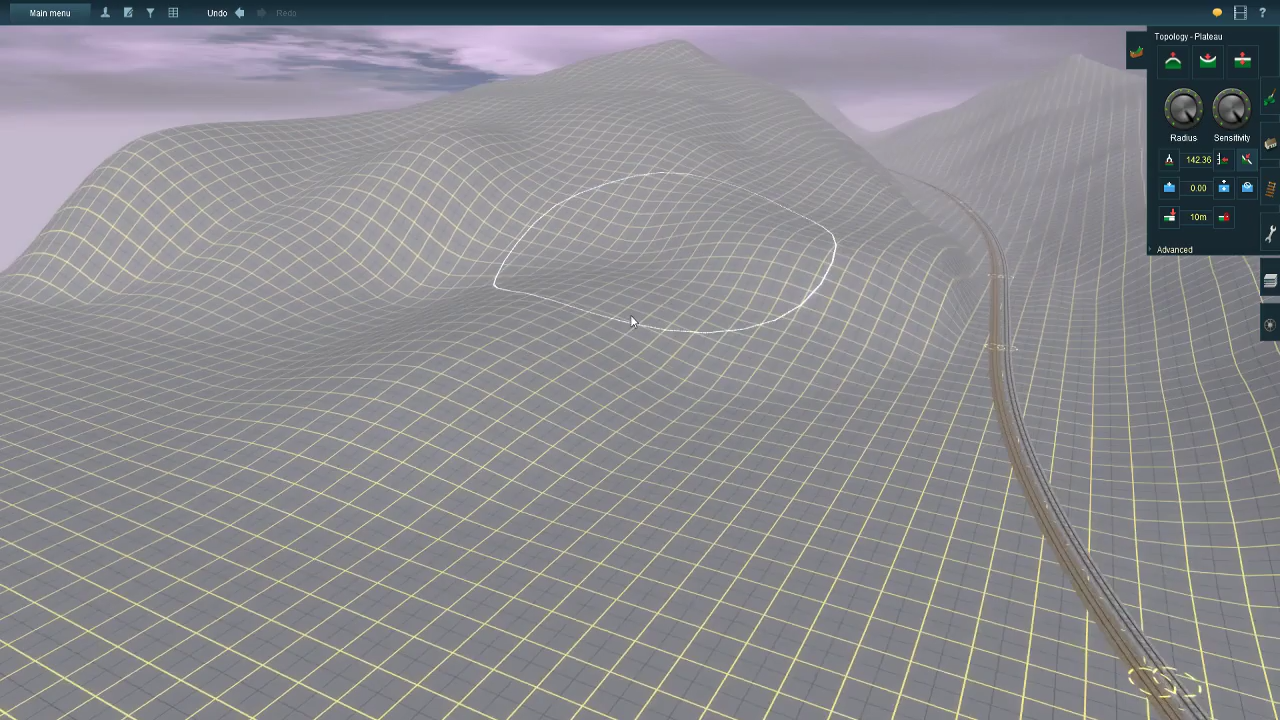 Main menu Undo Redo ?
Topology - Plateau
Radius Sensitivity
142.36
0.00
10m
Advanced